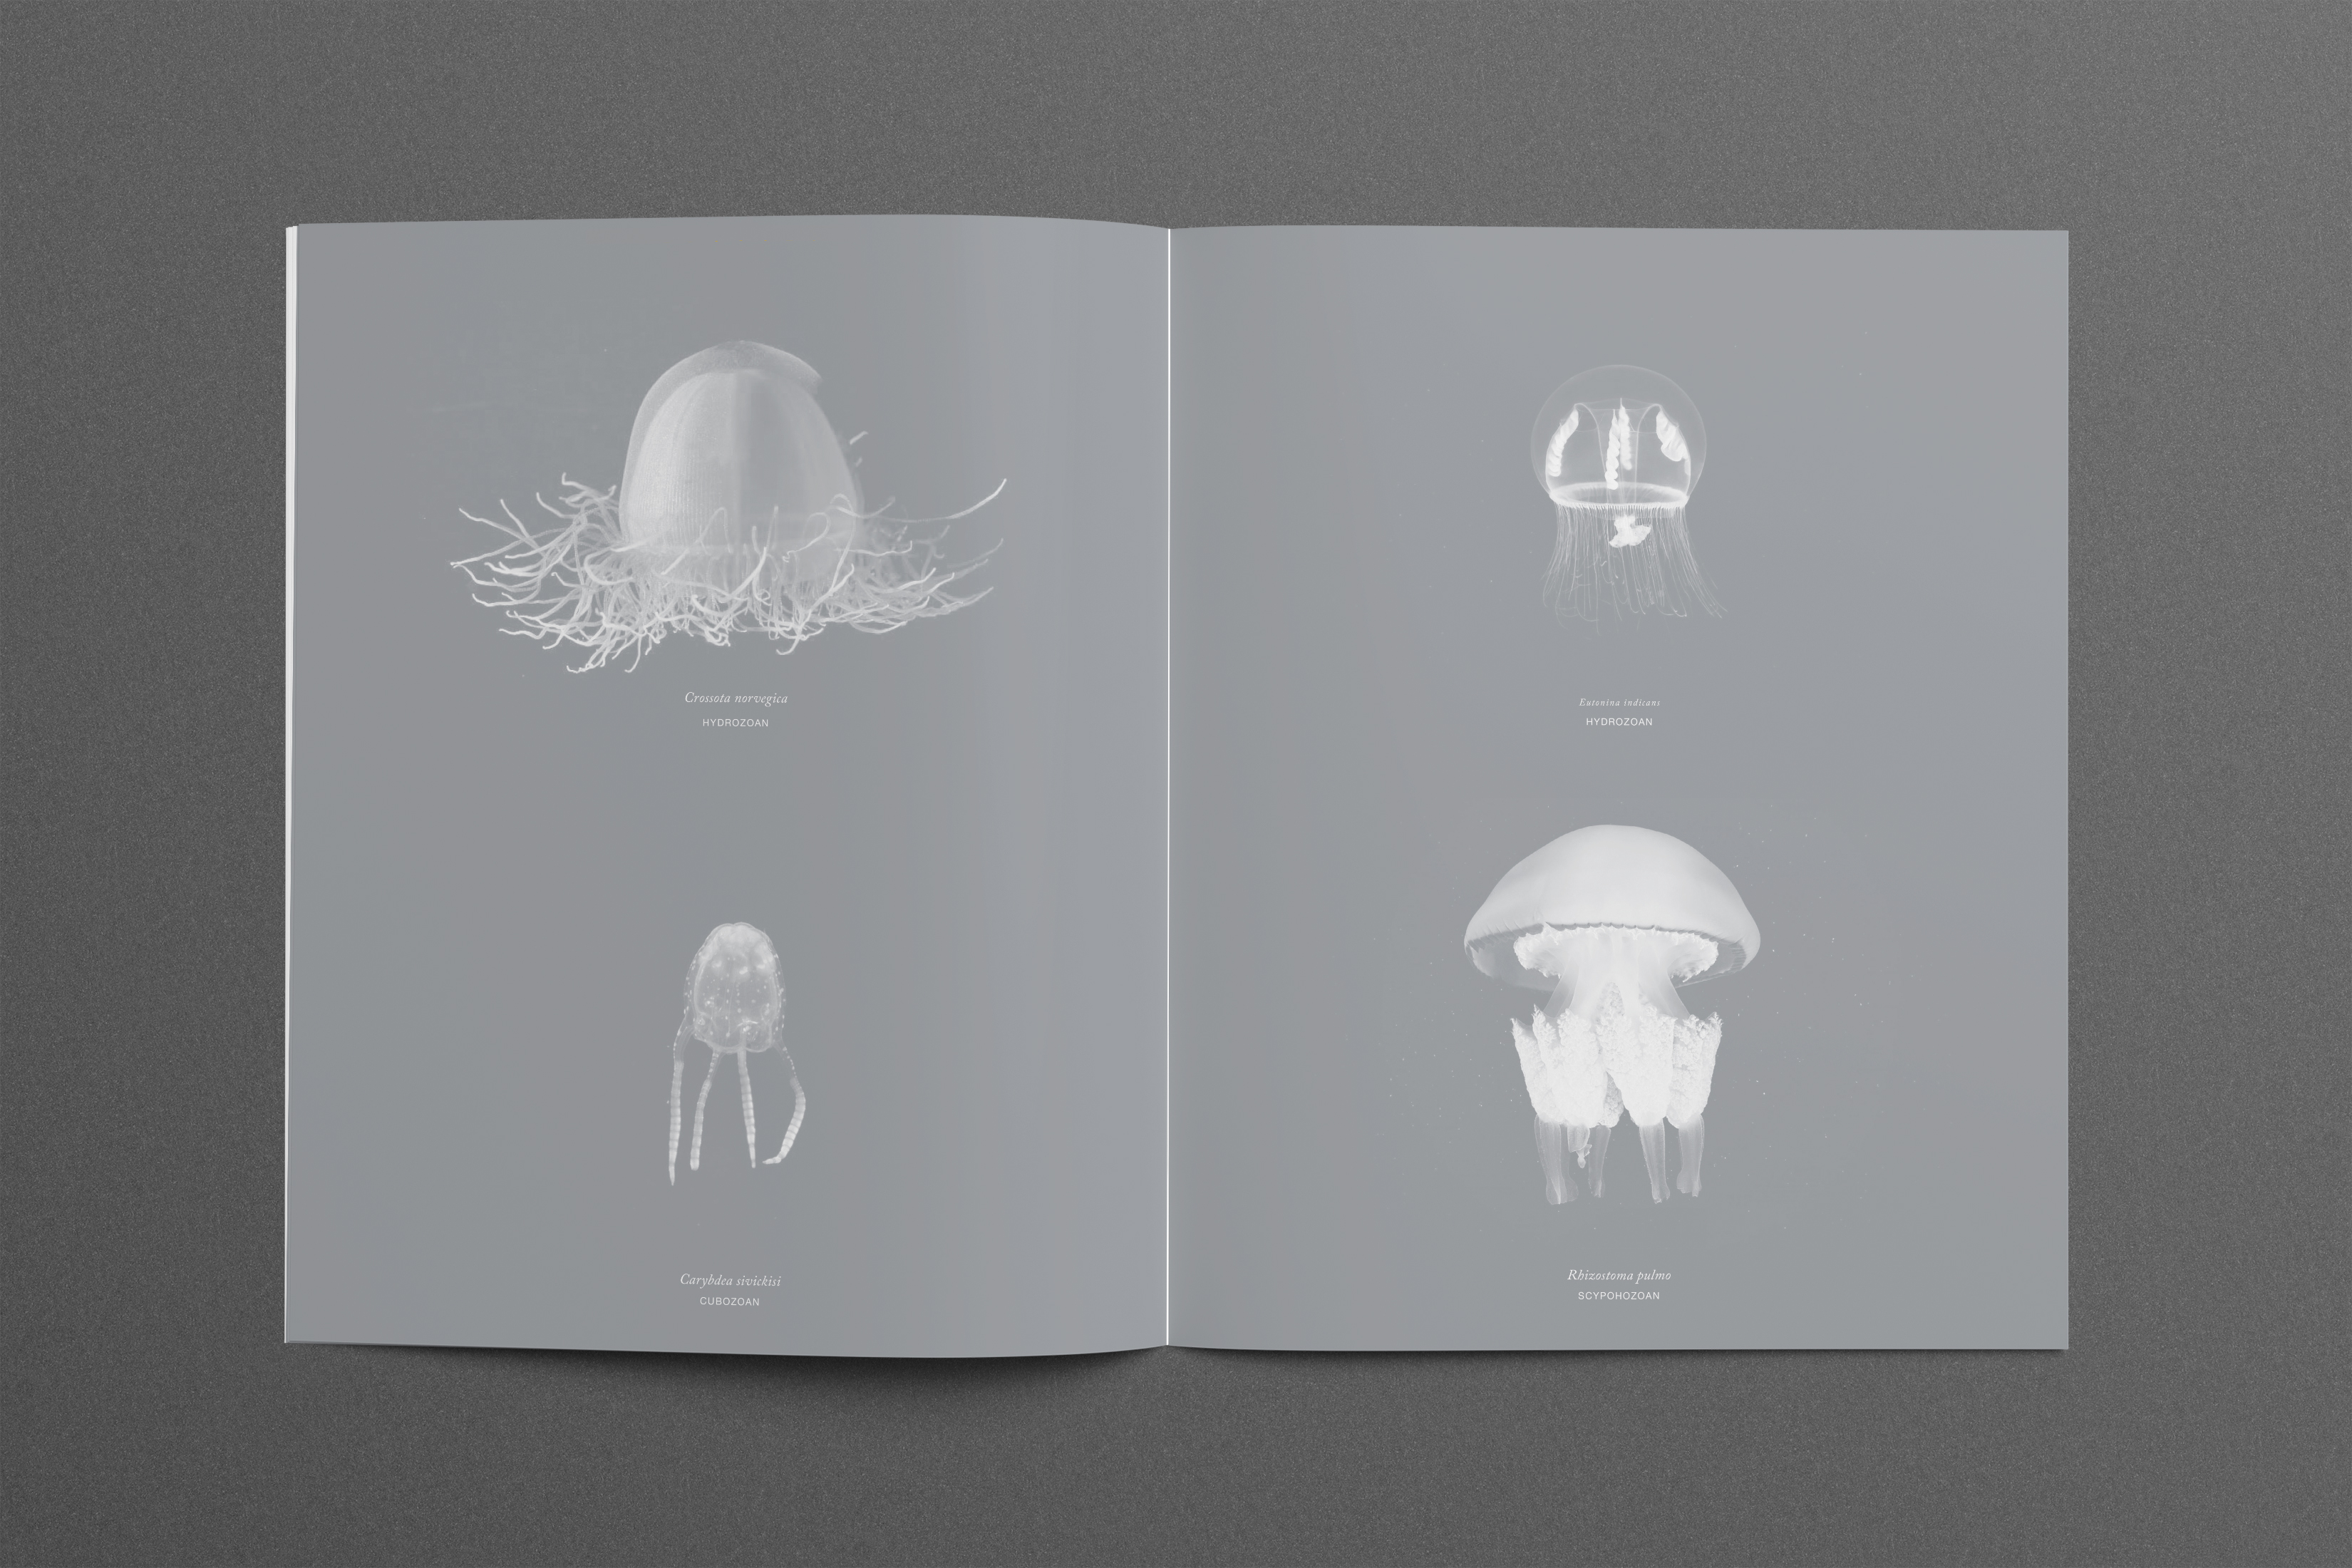 Crossota norvegica
HYDROZOAN
Carybdea sivickisi
CUBOZOAN
Eutonina indicans
HYDROZOAN
Rhizostoma pulmo
SCYPOHOZOAN